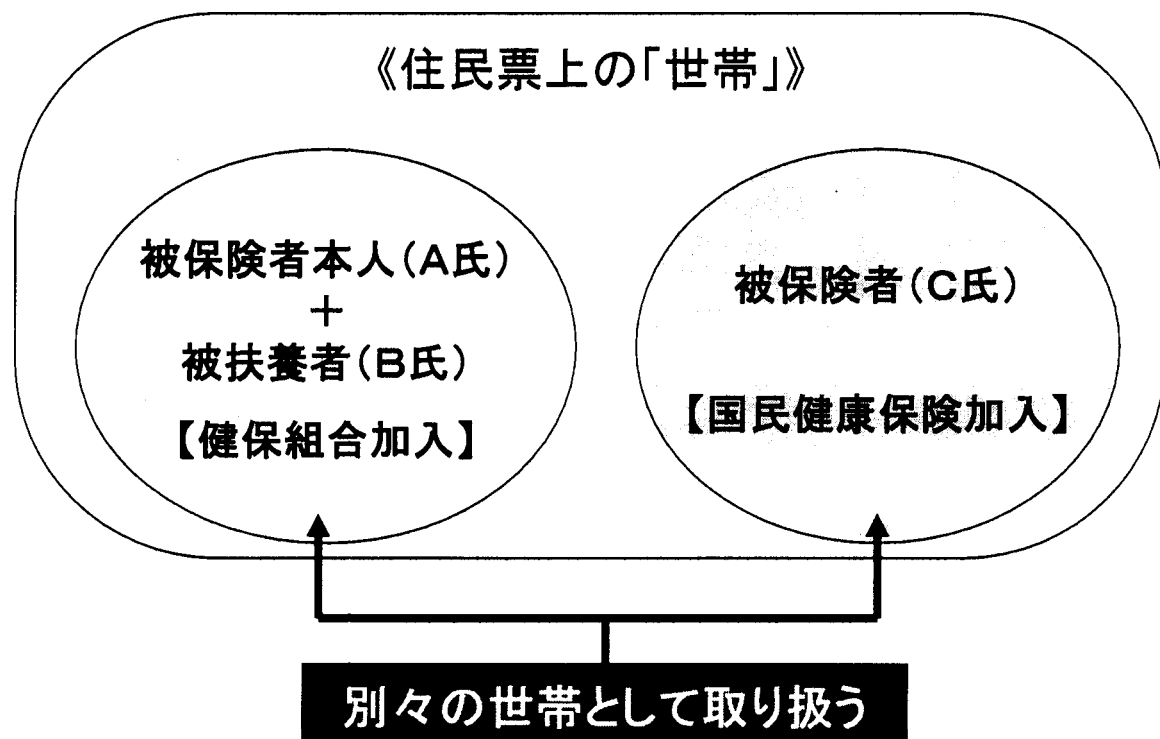 《住民票上の「世帯」》
被保険者本人(A氏)
+
被扶養者(B氏)
【健保組合加入】
被保険者(C氏)
【国民健康保険加入】
別々の世帯として取り扱う